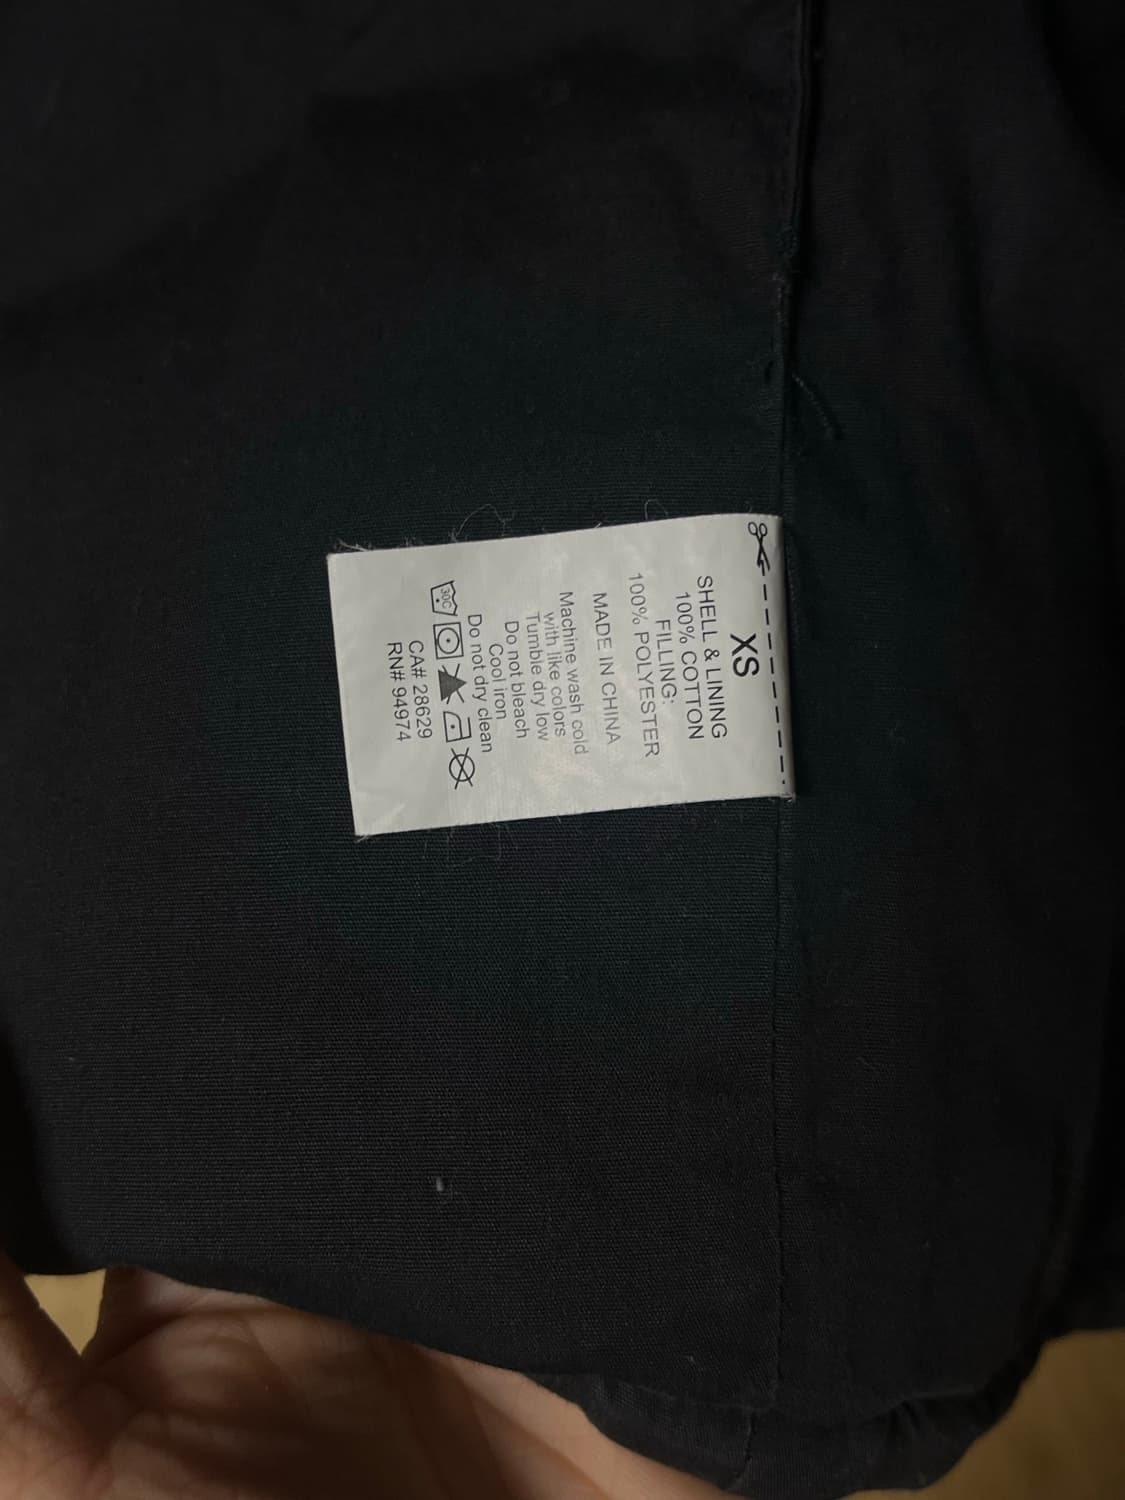 XS
SHELL & LINING
100% COTTON
FILLING:
100% POLYESTER
MADE IN CHINA
Machine wash cold
with like colors
Tumble dry low
Do not bleach
Cool iron
Do not dry clean
30C
CA# 28629
RN# 94974